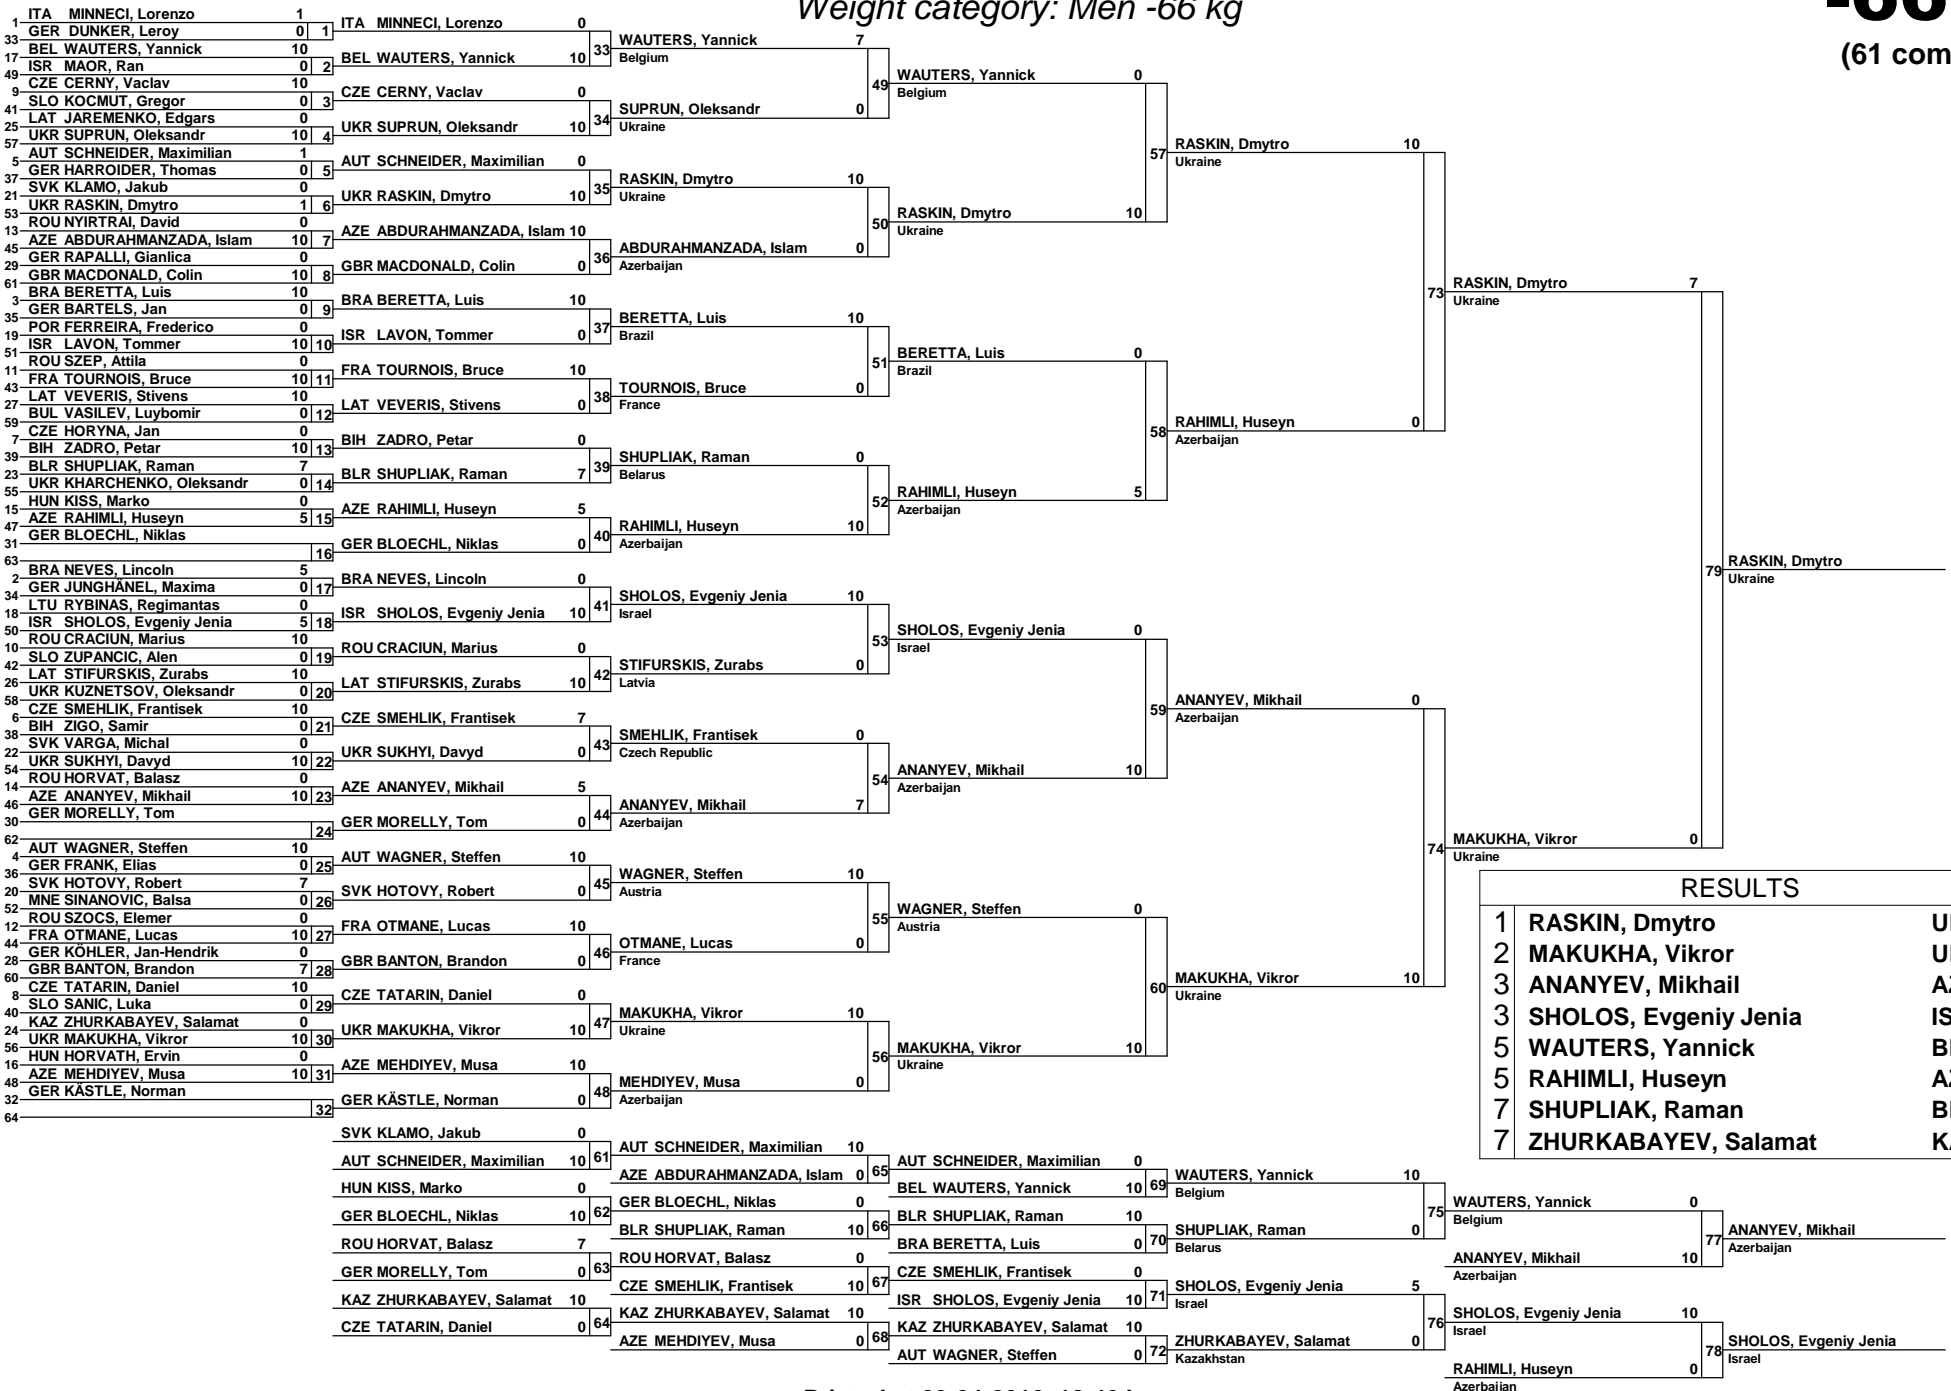 Weight category: Men -66 kg
-66
(61 com
1 ITA MINNECI, Lorenzo 1
33 GER DUNKER, Leroy 0 1
17 BEL WAUTERS, Yannick 10
49 ISR MAOR, Ran 0 2
9 CZE CERNY, Vaclav 10
41 SLO KOCMUT, Gregor 0 3
25 LAT JAREMENKO, Edgars 0
57 UKR SUPRUN, Oleksandr 10 4
5 AUT SCHNEIDER, Maximilian 1
37 GER HARROIDER, Thomas 0 5
21 SVK KLAMO, Jakub 0
53 UKR RASKIN, Dmytro 1 6
13 ROU NYIRTRAI, David 0
45 AZE ABDURAHMANZADA, Islam 10 7
29 GER RAPALLI, Gianlica 0
61 GBR MACDONALD, Colin 10 8
3 BRA BERETTA, Luis 10
35 GER BARTELS, Jan 0 9
19 POR FERREIRA, Frederico 0
51 ISR LAVON, Tommer 10 10
11 ROU SZEP, Attila 0
43 FRA TOURNOIS, Bruce 10 11
27 LAT VEVERIS, Stivens 10
59 BUL VASILEV, Luybomir 0 12
7 CZE HORYNA, Jan 0
39 BIH ZADRO, Petar 10 13
23 BLR SHUPLIAK, Raman 7
55 UKR KHARCHENKO, Oleksandr 0 14
15 HUN KISS, Marko 0
47 AZE RAHIMLI, Huseyn 5 15
31 GER BLOECHL, Niklas
63 16
2 BRA NEVES, Lincoln 5
34 GER JUNGHÄNEL, Maxima 0 17
18 LTU RYBINAS, Regimantas 0
50 ISR SHOLOS, Evgeniy Jenia 5 18
10 ROU CRACIUN, Marius 10
42 SLO ZUPANCIC, Alen 0 19
26 LAT STIFURSKIS, Zurabs 10
58 UKR KUZNETSOV, Oleksandr 0 20
6 CZE SMEHLIK, Frantisek 10
38 BIH ZIGO, Samir 0 21
22 SVK VARGA, Michal 0
54 UKR SUKHYI, Davyd 10 22
14 ROU HORVAT, Balasz 0
46 AZE ANANYEV, Mikhail 10 23
30 GER MORELLY, Tom
62 24
4 AUT WAGNER, Steffen 10
36 GER FRANK, Elias 0 25
20 SVK HOTOVY, Robert 7
52 MNE SINANOVIC, Balsa 0 26
12 ROU SZOCS, Elemer 0
44 FRA OTMANE, Lucas 10 27
28 GER KÖHLER, Jan-Hendrik 0
60 GBR BANTON, Brandon 7 28
8 CZE TATARIN, Daniel 10
40 SLO SANIC, Luka 0 29
24 KAZ ZHURKABAYEV, Salamat 0
56 UKR MAKUKHA, Vikror 10 30
16 HUN HORVATH, Ervin 0
48 AZE MEHDIYEV, Musa 10 31
32 GER KÄSTLE, Norman
64 32
ITA MINNECI, Lorenzo 0
BEL WAUTERS, Yannick 10 33
CZE CERNY, Vaclav 0
UKR SUPRUN, Oleksandr 10 34
AUT SCHNEIDER, Maximilian 0
UKR RASKIN, Dmytro 10 35
AZE ABDURAHMANZADA, Islam 10
GBR MACDONALD, Colin 0 36
BRA BERETTA, Luis 10
ISR LAVON, Tommer 0 37
FRA TOURNOIS, Bruce 10
LAT VEVERIS, Stivens 0 38
BIH ZADRO, Petar 0
BLR SHUPLIAK, Raman 7 39
AZE RAHIMLI, Huseyn 5
GER BLOECHL, Niklas 0 40
BRA NEVES, Lincoln 0
ISR SHOLOS, Evgeniy Jenia 10 41
ROU CRACIUN, Marius 0
LAT STIFURSKIS, Zurabs 10 42
CZE SMEHLIK, Frantisek 7
UKR SUKHYI, Davyd 0 43
AZE ANANYEV, Mikhail 5
GER MORELLY, Tom 0 44
AUT WAGNER, Steffen 10
SVK HOTOVY, Robert 0 45
FRA OTMANE, Lucas 10
GBR BANTON, Brandon 0 46
CZE TATARIN, Daniel 0
UKR MAKUKHA, Vikror 10 47
AZE MEHDIYEV, Musa 10
GER KÄSTLE, Norman 0 48
WAUTERS, Yannick 7
Belgium
SUPRUN, Oleksandr 0 49
Ukraine
RASKIN, Dmytro 10
Ukraine
ABDURAHMANZADA, Islam 0 50
Azerbaijan
BERETTA, Luis 10
Brazil
TOURNOIS, Bruce 0 51
France
SHUPLIAK, Raman 0
Belarus
RAHIMLI, Huseyn 10 52
Azerbaijan
SHOLOS, Evgeniy Jenia 10
Israel
STIFURSKIS, Zurabs 0 53
Latvia
SMEHLIK, Frantisek 0
Czech Republic
ANANYEV, Mikhail 7 54
Azerbaijan
WAGNER, Steffen 10
Austria
OTMANE, Lucas 0 55
France
MAKUKHA, Vikror 10
Ukraine
MEHDIYEV, Musa 0 56
Azerbaijan
WAUTERS, Yannick 0
Belgium
RASKIN, Dmytro 10 57
Ukraine
BERETTA, Luis 0
Brazil
RAHIMLI, Huseyn 5 58
Azerbaijan
SHOLOS, Evgeniy Jenia 0
Israel
ANANYEV, Mikhail 10 59
Azerbaijan
WAGNER, Steffen 0
Austria
MAKUKHA, Vikror 10 60
Ukraine
RASKIN, Dmytro 10
Ukraine
RAHIMLI, Huseyn 0 73
Azerbaijan
ANANYEV, Mikhail 0
Azerbaijan
MAKUKHA, Vikror 10 74
Ukraine
RASKIN, Dmytro 7
Ukraine
MAKUKHA, Vikror 0 79
Ukraine
RASKIN, Dmytro
Ukraine
RESULTS
1 RASKIN, Dmytro
2 MAKUKHA, Vikror
3 ANANYEV, Mikhail
3 SHOLOS, Evgeniy Jenia
5 WAUTERS, Yannick
5 RAHIMLI, Huseyn
7 SHUPLIAK, Raman
7 ZHURKABAYEV, Salamat
SVK KLAMO, Jakub 0
AUT SCHNEIDER, Maximilian 10 61
HUN KISS, Marko 0
GER BLOECHL, Niklas 10 62
ROU HORVAT, Balasz 7
GER MORELLY, Tom 0 63
KAZ ZHURKABAYEV, Salamat 10
CZE TATARIN, Daniel 0 64
AUT SCHNEIDER, Maximilian 10
AZE ABDURAHMANZADA, Islam 0 65
GER BLOECHL, Niklas 0
BLR SHUPLIAK, Raman 10 66
ROU HORVAT, Balasz 0
CZE SMEHLIK, Frantisek 10 67
KAZ ZHURKABAYEV, Salamat 10
AZE MEHDIYEV, Musa 0 68
AUT SCHNEIDER, Maximilian 0
BEL WAUTERS, Yannick 10 69
BLR SHUPLIAK, Raman 10
BRA BERETTA, Luis 0 70
CZE SMEHLIK, Frantisek 0
ISR SHOLOS, Evgeniy Jenia 10 71
KAZ ZHURKABAYEV, Salamat 10
AUT WAGNER, Steffen 0 72
WAUTERS, Yannick 10
Belgium
SHUPLIAK, Raman 0 75
Belarus
SHOLOS, Evgeniy Jenia 5
Israel
ZHURKABAYEV, Salamat 0 76
Kazakhstan
WAUTERS, Yannick 0
Belgium
ANANYEV, Mikhail 10 77
Azerbaijan
SHOLOS, Evgeniy Jenia 10
Israel
RAHIMLI, Huseyn 0 78
Azerbaijan
ANANYEV, Mikhail
Azerbaijan
SHOLOS, Evgeniy Jenia
Israel